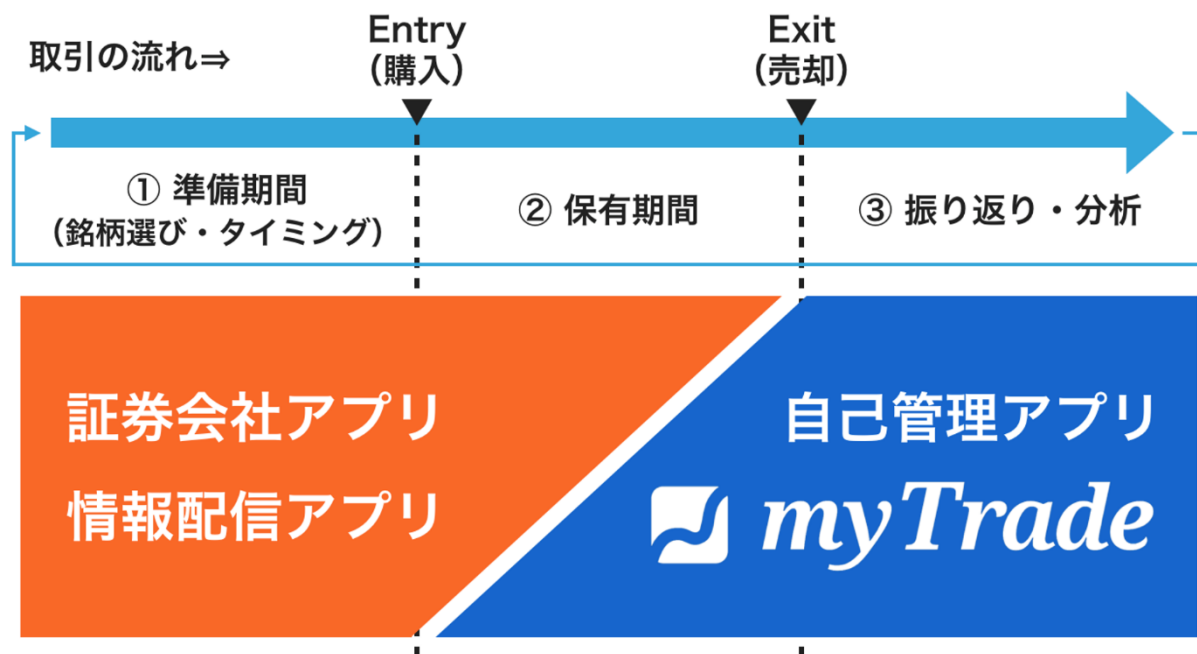 取引の流れ⇒
Entry
(購入)
Exit
(売却)
① 準備期間
(銘柄選び・タイミング)
② 保有期間
③ 振り返り・分析
証券会社アプリ
情報配信アプリ
自己管理アプリ
myTrade